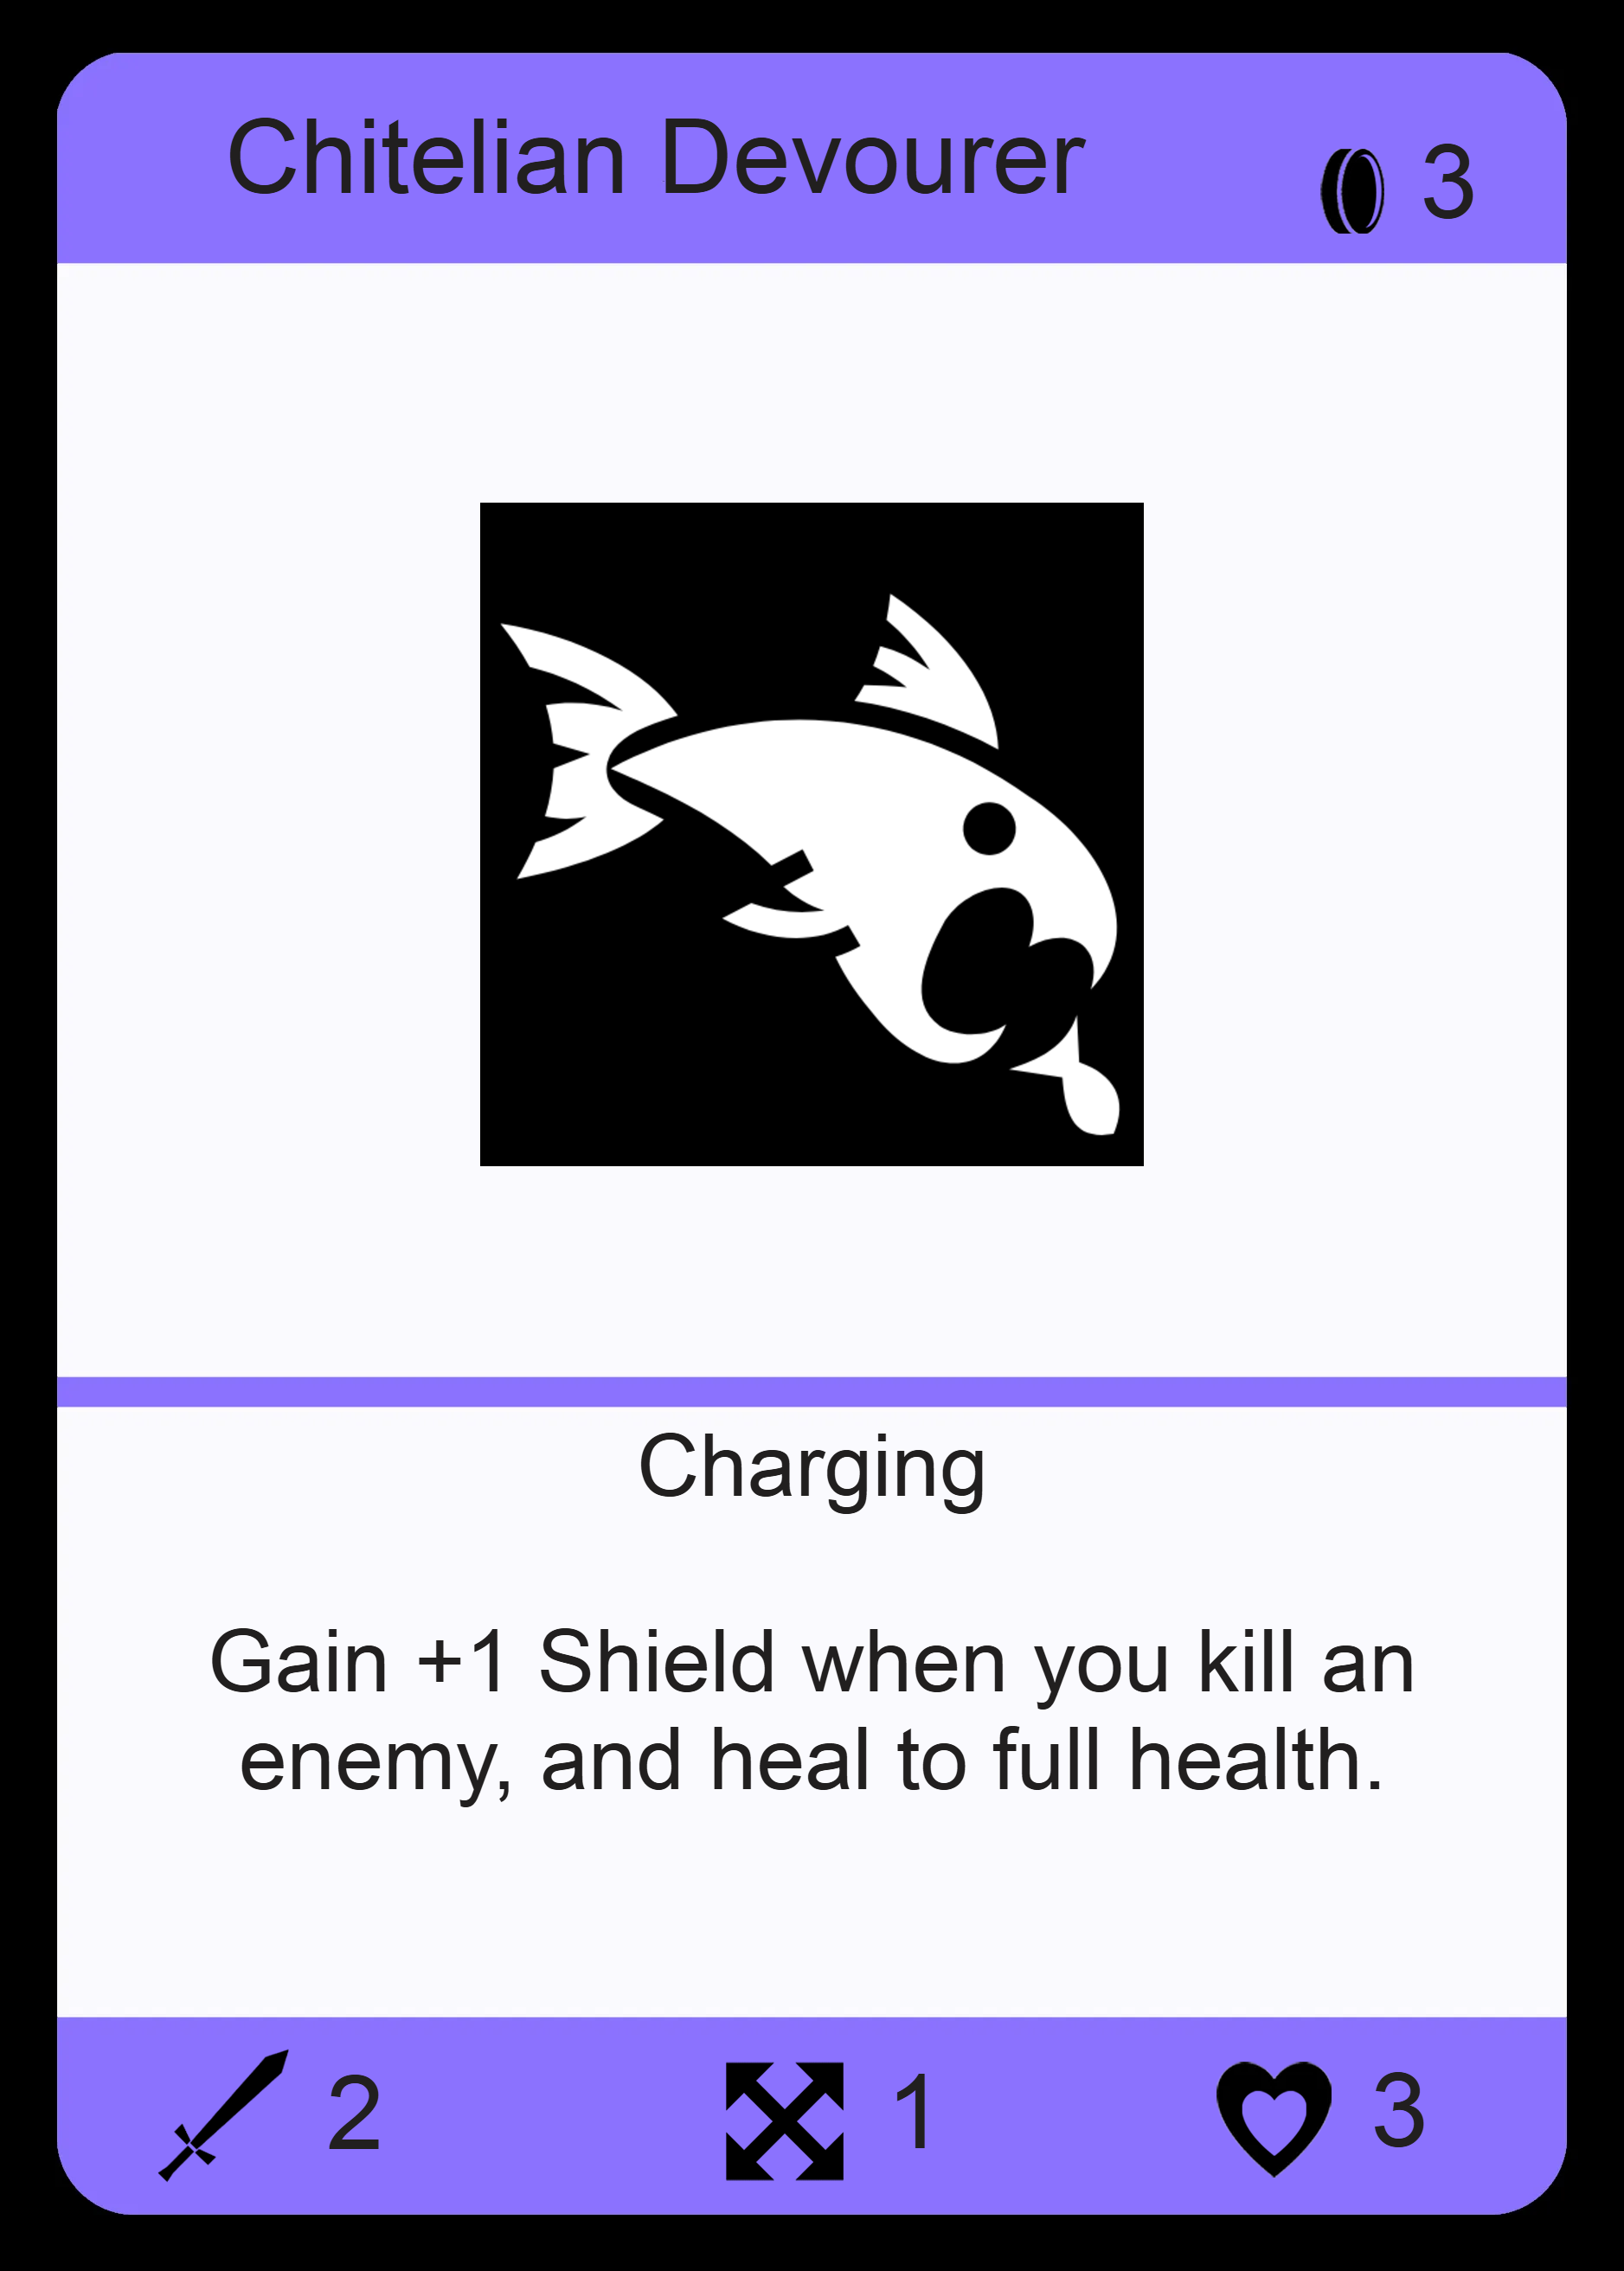 Chitelian Devourer
3
Charging
Gain +1 Shield when you kill an
enemy, and heal to full health.
2 1 3